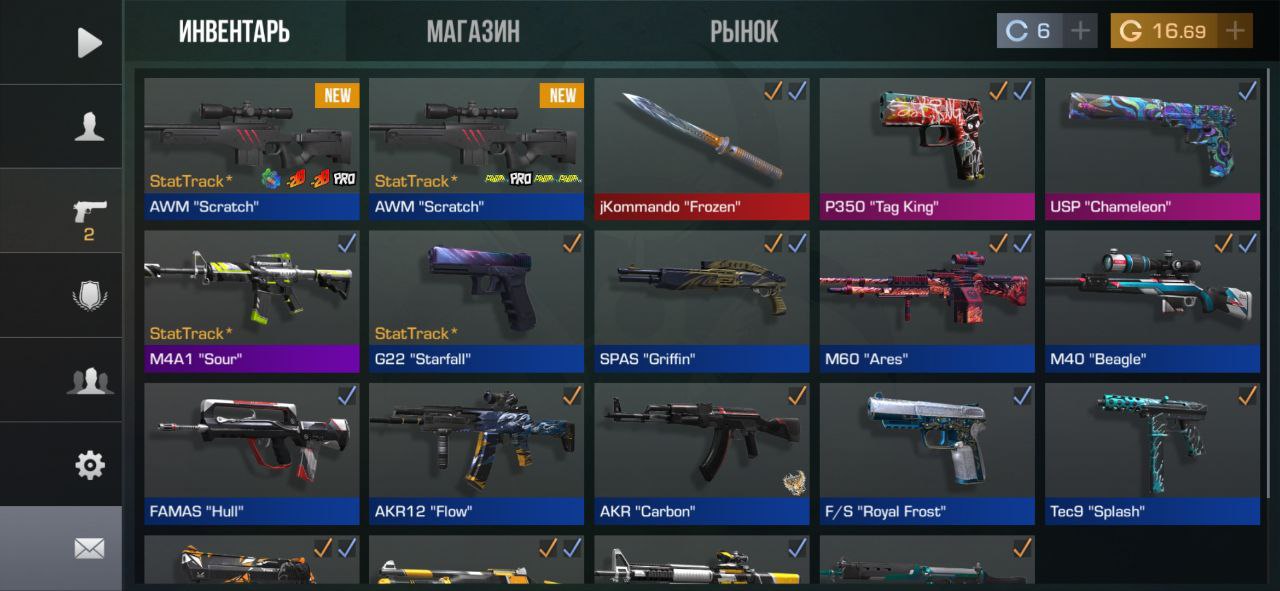 ИНВЕНТАРЬ
МАГАЗИН
РЫНОК
6
16.69
2
NEW
StatTrack*
PRO
AWM "Scratch"
NEW
StatTrack*
PRO
AWM "Scratch"
jKommando "Frozen"
P350 "Tag King"
USP "Chameleon"
StatTrack*
M4A1 "Sour"
StatTrack*
G22 "Starfall"
SPAS "Griffin"
M60 "Ares"
M40 "Beagle"
FAMAS "Hull"
AKR12 "Flow"
AKR "Carbon"
F/S "Royal Frost"
Tec9 "Splash"